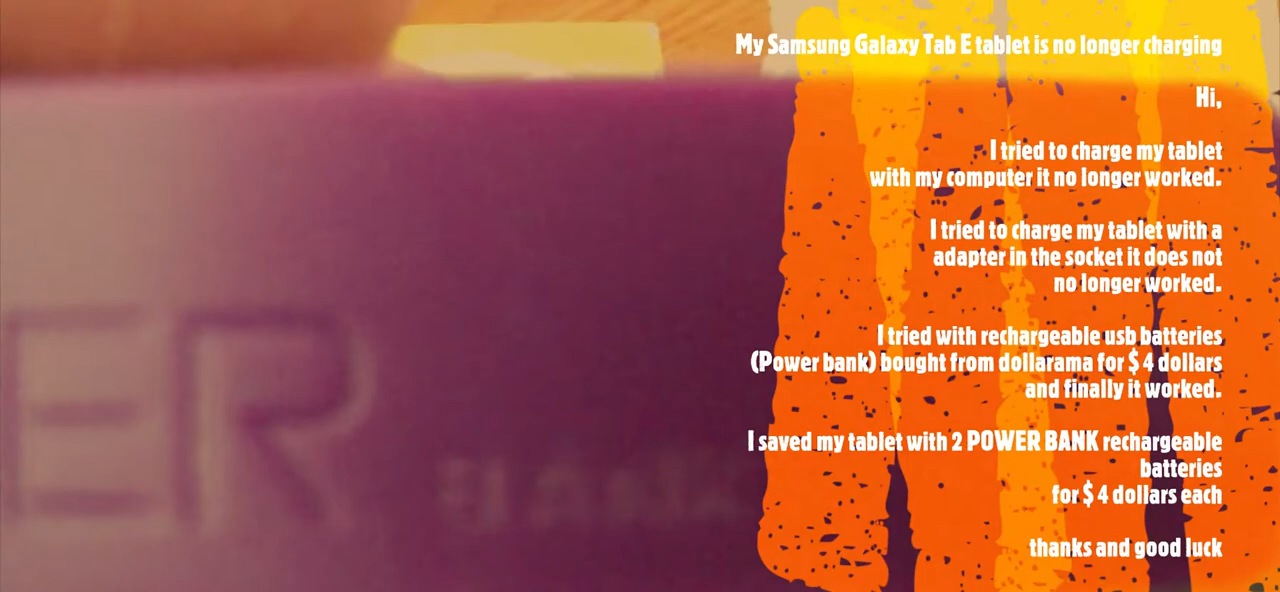 My Samsung Galaxy Tab E tablet is no longer charging
Hi,
I tried to charge my tablet
with my computer it no longer worked.
I tried to charge my tablet with a
adapter in the socket it does not
no longer worked.
I tried with rechargeable usb batteries
(Power bank) bought from dollarama for $ 4 dollars
and finally it worked.
I saved my tablet with 2 POWER BANK rechargeable
batteries
for $ 4 dollars each
thanks and good luck
ER